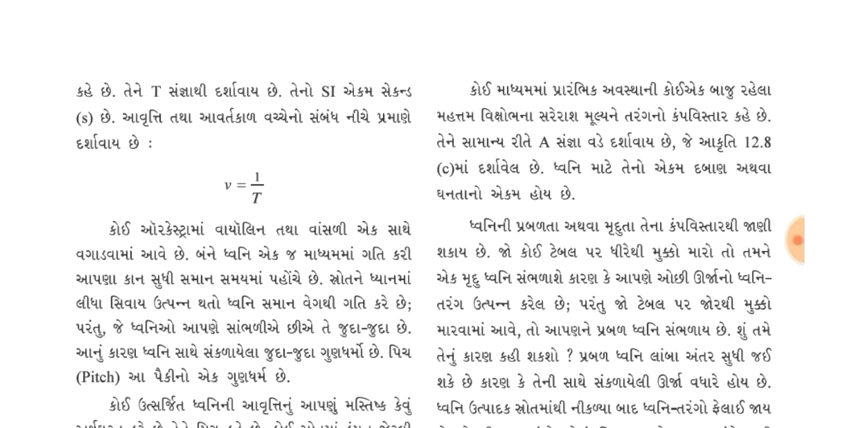 કહે છે. તેને T સંજ્ઞાથી દર્શાવાય છે. તેનો SI એકમ સેકન્ડ
(s) છે. આવૃત્તિ તથા આવર્તકાળ વચ્ચેનો સંબંધ નીચે પ્રમાણે
દર્શાવાય છે :
ν = 1/T
કોઈ ઑરકેસ્ટ્રામાં વાયૉલિન તથા વાંસળી એક સાથે
વગાડવામાં આવે છે. બંને ધ્વનિ એક જ માધ્યમમાં ગતિ કરી
આપણા કાન સુધી સમાન સમયમાં પહોંચે છે. સ્રોતને ધ્યાનમાં
લીધા સિવાય ઉત્પન્ન થતો ધ્વનિ સમાન વેગથી ગતિ કરે છે;
પરંતુ, જે ધ્વનિઓ આપણે સાંભળીએ છીએ તે જુદા-જુદા છે.
આનું કારણ ધ્વનિ સાથે સંકળાયેલા જુદા-જુદા ગુણધર્મો છે. પિચ
(Pitch) આ પૈકીનો એક ગુણધર્મ છે.
કોઈ ઉત્સર્જિત ધ્વનિની આવૃત્તિનું આપણું મસ્તિષ્ક કેવું
કોઈ માધ્યમમાં પ્રારંભિક અવસ્થાની કોઈએક બાજુ રહેલા
મહત્તમ વિક્ષોભના સરેરાશ મૂલ્યને તરંગનો કંપવિસ્તાર કહે છે.
તેને સામાન્ય રીતે A સંજ્ઞા વડે દર્શાવાય છે, જે આકૃતિ 12.8
(c)માં દર્શાવેલ છે. ધ્વનિ માટે તેનો એકમ દબાણ અથવા
ઘનતાનો એકમ હોય છે.
ધ્વનિની પ્રબળતા અથવા મૃદુતા તેના કંપવિસ્તારથી જાણી
શકાય છે. જો કોઈ ટેબલ પર ધીરેથી મુક્કો મારો તો તમને
એક મૃદુ ધ્વનિ સંભળાશે કારણ કે આપણે ઓછી ઊર્જાનો ધ્વનિ-
તરંગ ઉત્પન્ન કરેલ છે; પરંતુ જો ટેબલ પર જોરથી મુક્કો
મારવામાં આવે, તો આપણને પ્રબળ ધ્વનિ સંભળાય છે. શું તમે
તેનું કારણ કહી શકશો ? પ્રબળ ધ્વનિ લાંબા અંતર સુધી જઈ
શકે છે કારણ કે તેની સાથે સંકળાયેલી ઊર્જા વધારે હોય છે.
ધ્વનિ ઉત્પાદક સ્રોતમાંથી નીકળ્યા બાદ ધ્વનિ-તરંગો ફેલાઈ જાય